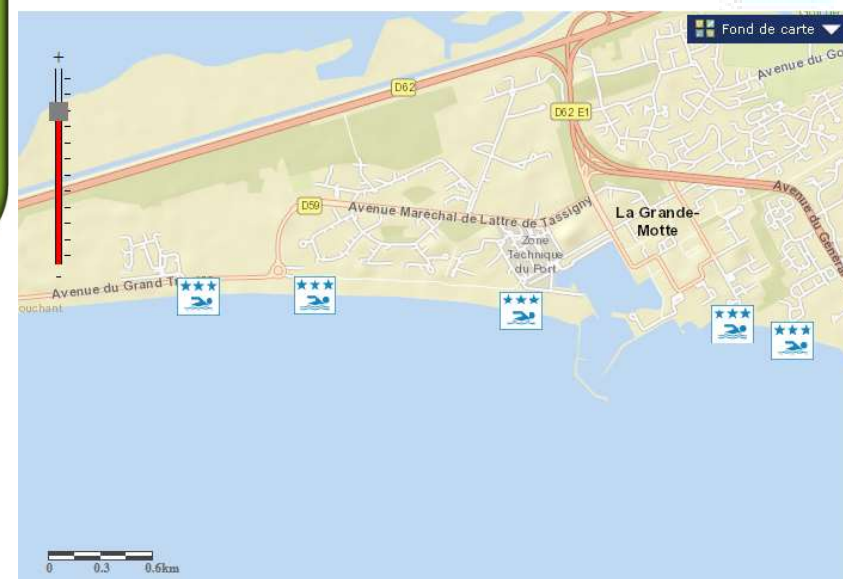 Fond de carte
+
Avenue du Go
D62
D62 E1
D59
Avenue Maréchal de Lattre de Tassigny
La Grande-
Motte
Avenue du Général
Zone
Technique
du Port
Avenue du Grand Tra
ouchant
-
0 0.3 0.6km